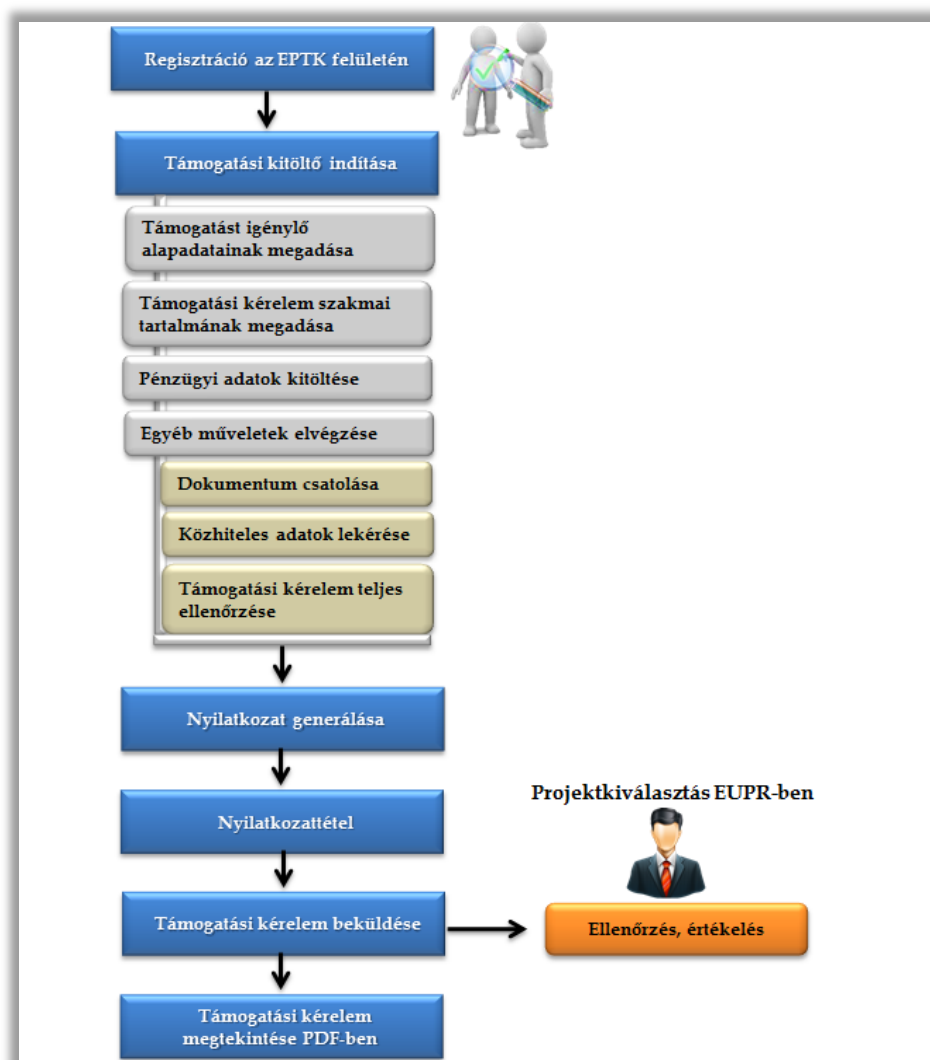 Regisztráció az EPTK felületén
Támogatási kitöltő indítása
Támogatást igénylő
alapadatainak megadása
Támogatási kérelem szakmai
tartalmának megadása
Pénzügyi adatok kitöltése
Egyéb műveletek elvégzése
Dokumentum csatolása
Közhiteles adatok lekérése
Támogatási kérelem teljes
ellenőrzése
Nyilatkozat generálása
Nyilatkozattétel
Projektkiválasztás EUPR-ben
Támogatási kérelem beküldése
Ellenőrzés, értékelés
Támogatási kérelem
megtekintése PDF-ben